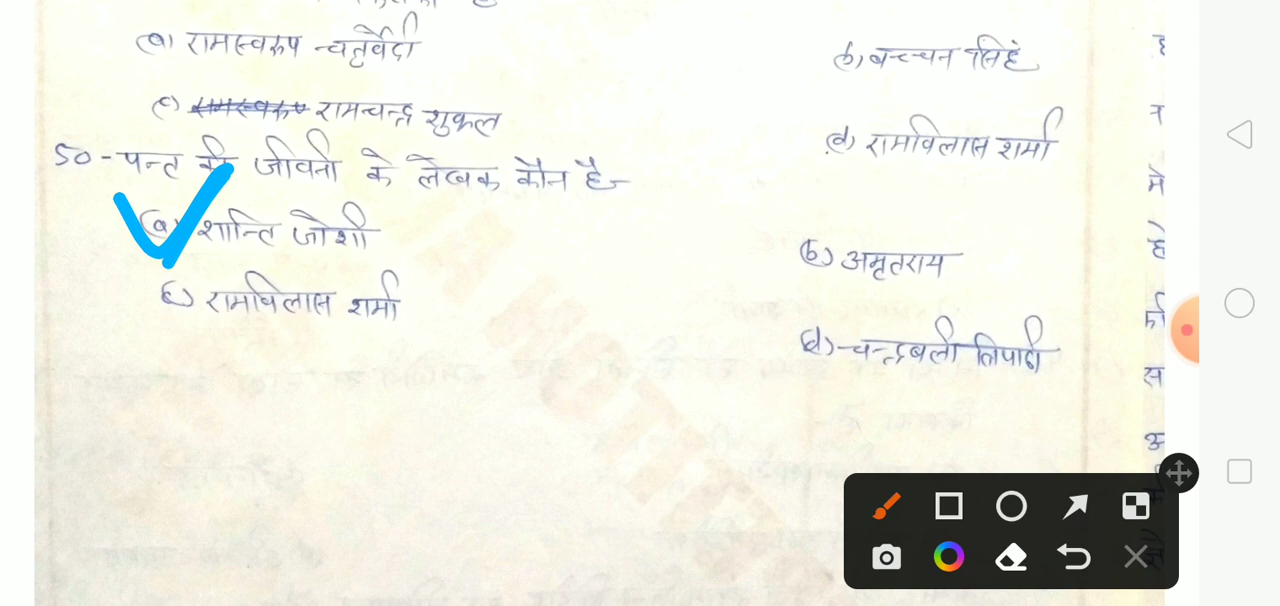 (a) रामस्वरूप चतुर्वेदी
(b) बच्चन सिंह
(c) रामचन्द्र शुक्ल
(d) रामविलास शर्मा
50- पन्त की जीवनी के लेखक कौन है-
(a) शान्ति जोशी
(b) अमृतराय
(c) रामविलास शर्मा
(d) चन्द्रबली त्रिपाठी